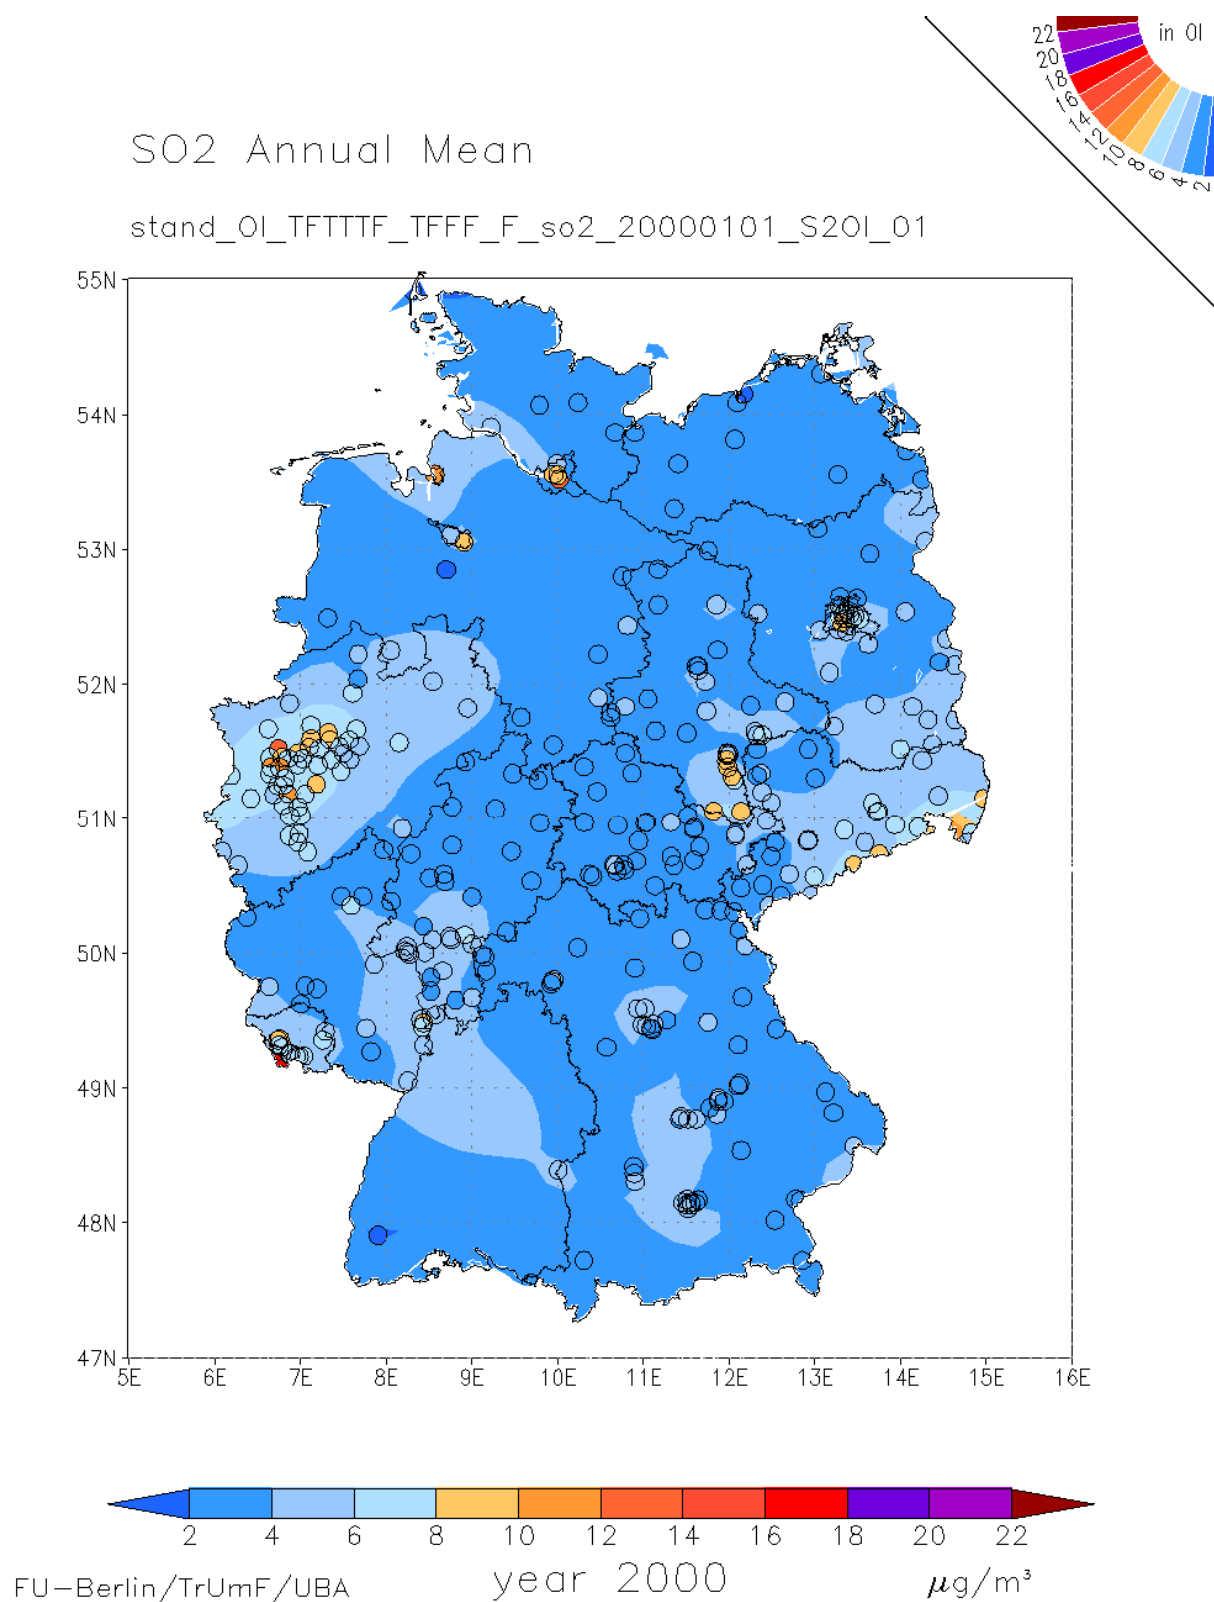 in OI
22
20
18
16
14
12
10
8
6
4
2
SO2 Annual Mean
stand_OI_TFTTTF_TFFF_F_so2_20000101_S2OI_01
55N
54N
53N
52N
51N
50N
49N
48N
47N
5E 6E 7E 8E 9E 10E 11E 12E 13E 14E 15E 16E
2 4 6 8 10 12 14 16 18 20 22
FU-Berlin/TrUmF/UBA year 2000 µg/m³